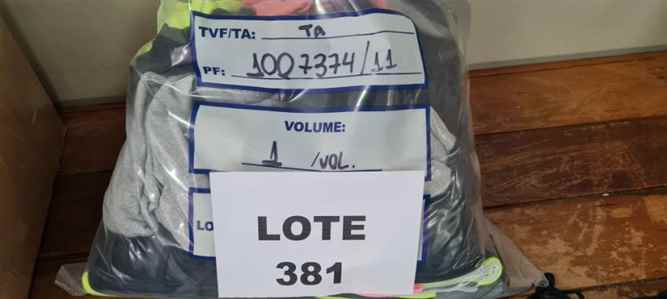 TVF/TA: TA
PF: 1007374/11
VOLUME:
1 /VOL.
LO
LOTE
381